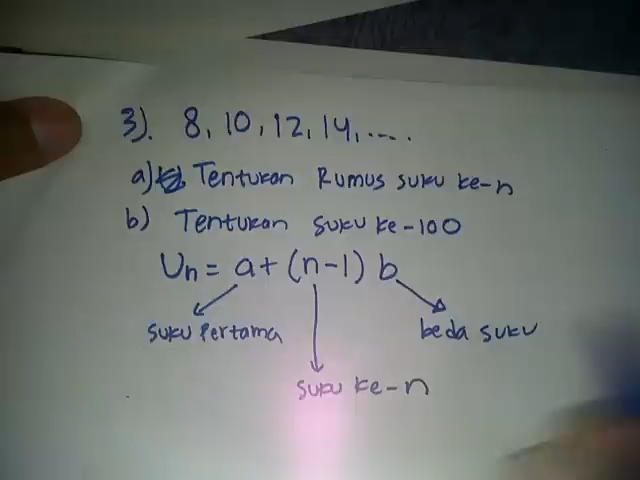 3). 8, 10, 12, 14, ....
a) Tentukan Rumus suku ke-n
b) Tentukan suku ke-100
Un = a + (n-1) b
suku Pertama
beda suku
suku ke-n